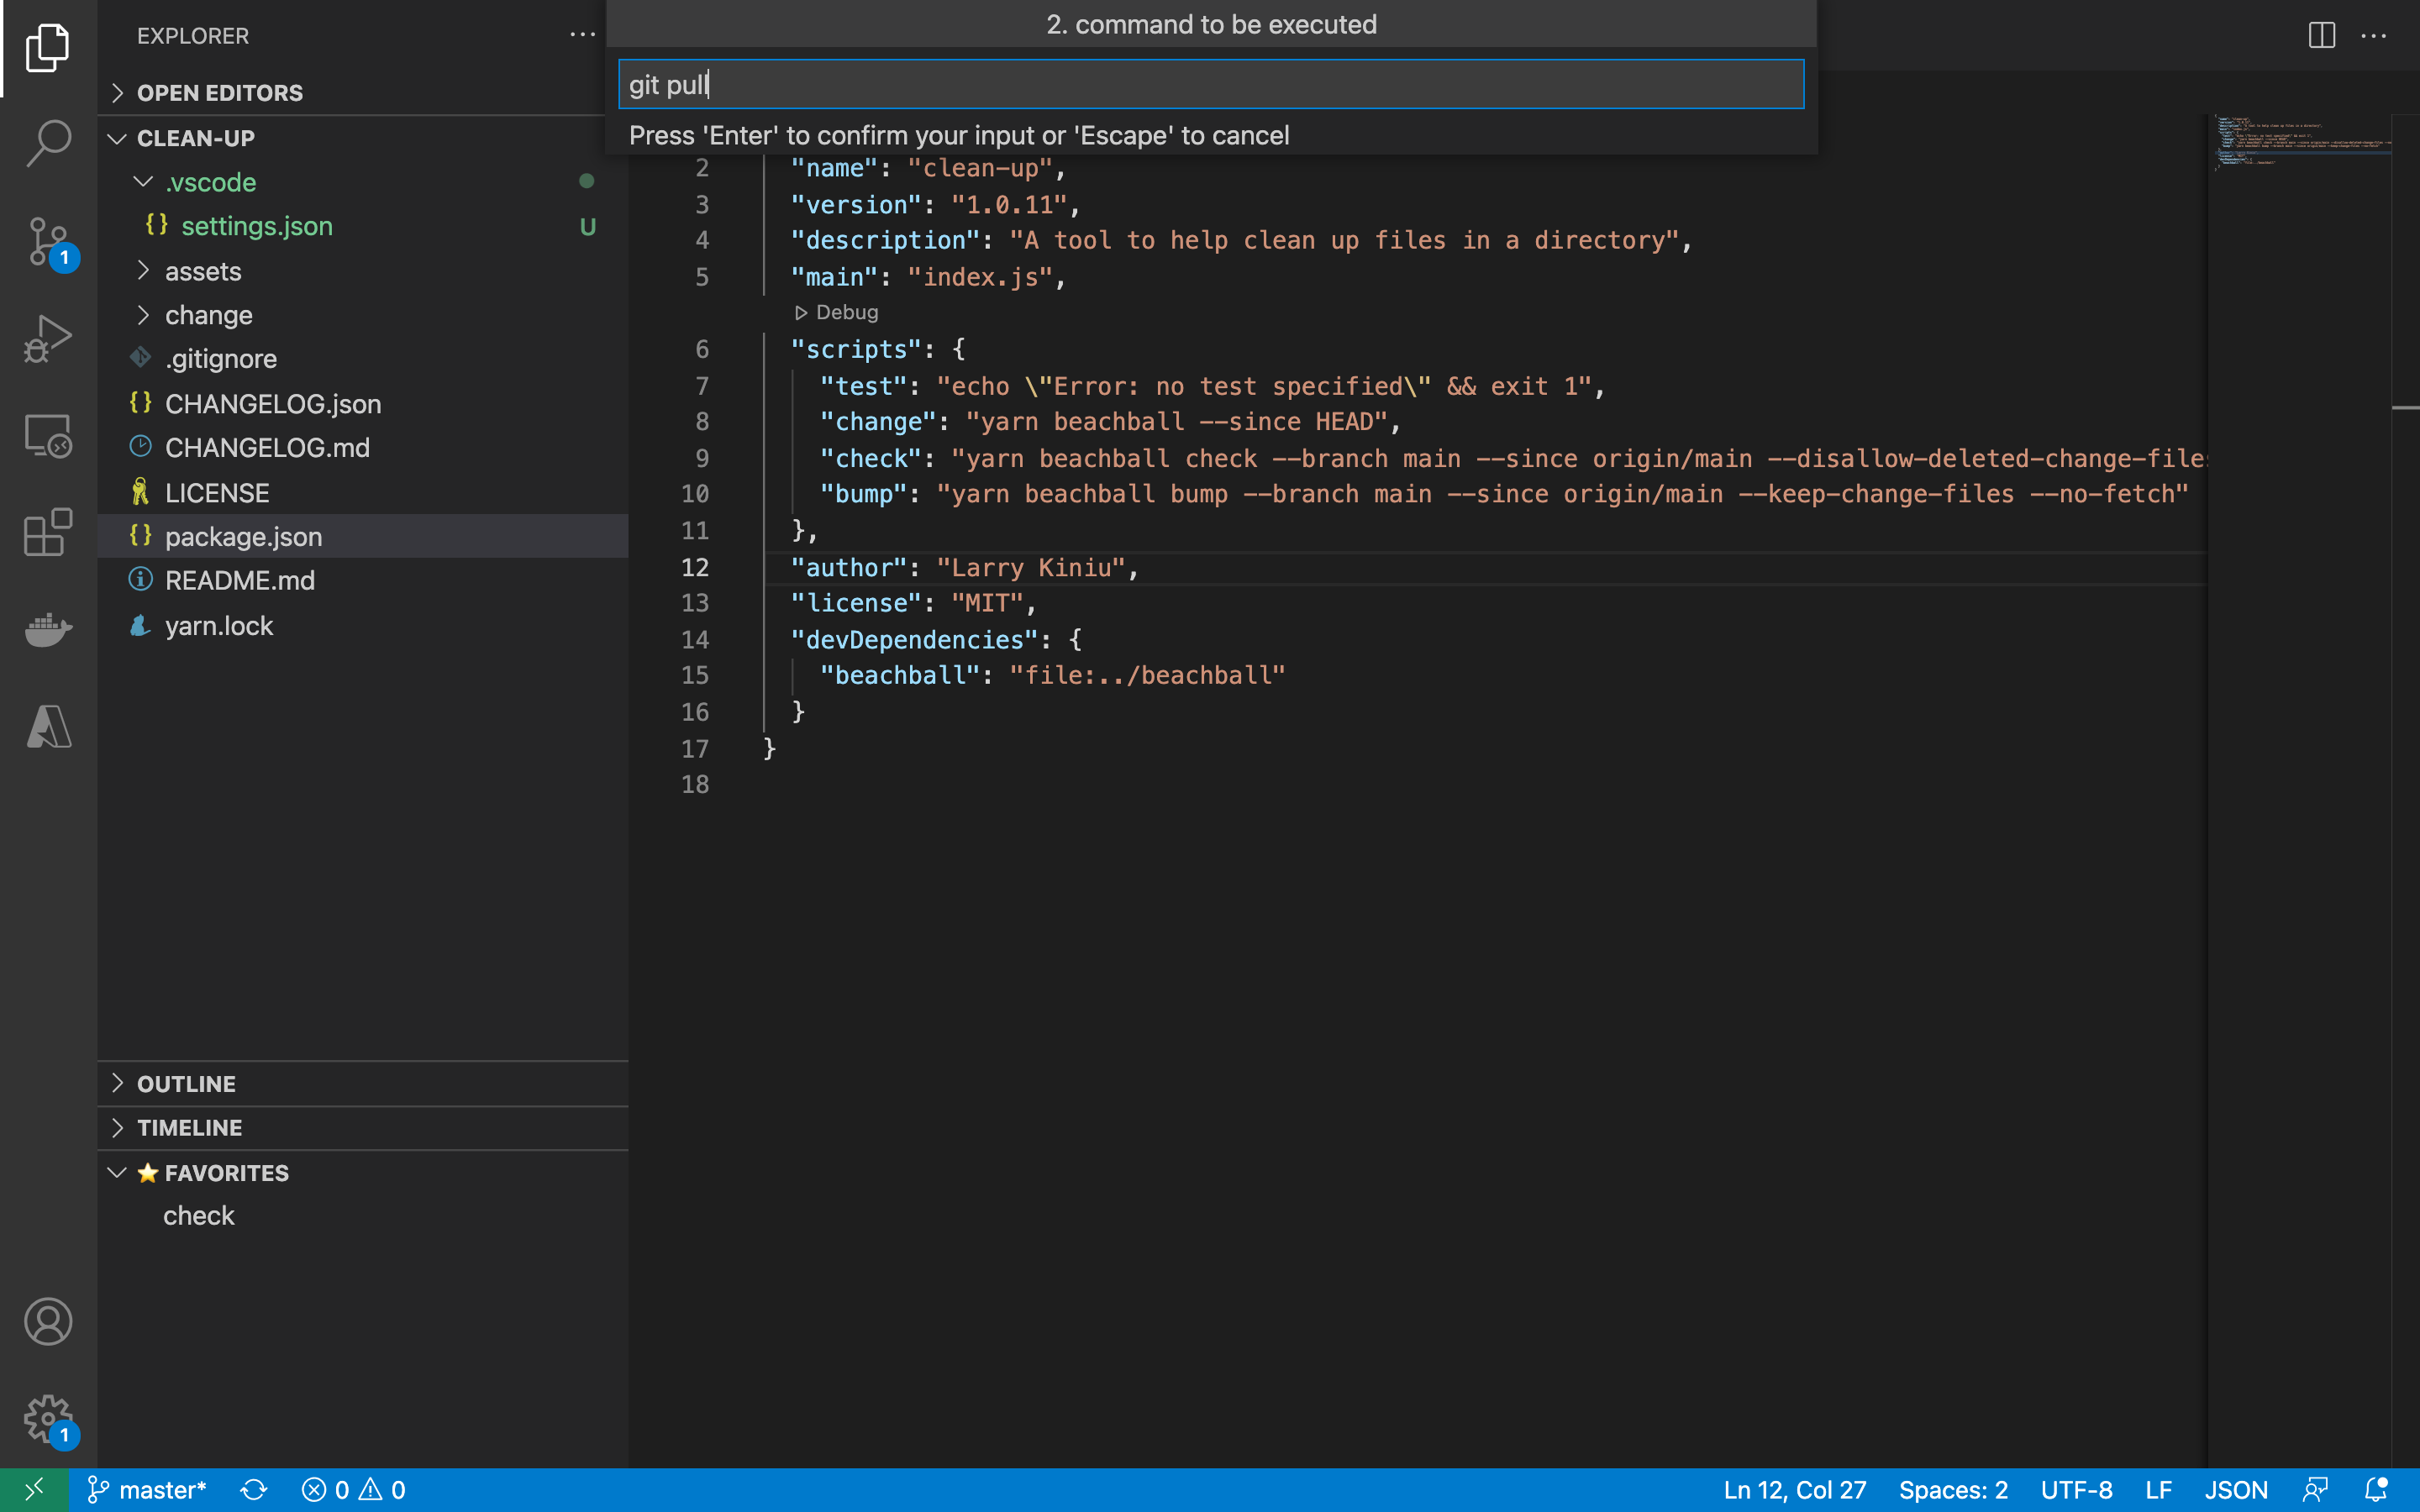 EXPLORER
OPEN EDITORS
CLEAN-UP
.vscode
{} settings.json U
1
assets
change
.gitignore
{} CHANGELOG.json
CHANGELOG.md
LICENSE
{} package.json
README.md
yarn.lock
OUTLINE
TIMELINE
FAVORITES
check
1
2. command to be executed
git pull
Press 'Enter' to confirm your input or 'Escape' to cancel
2 "name": "clean-up",
3 "version": "1.0.11",
4 "description": "A tool to help clean up files in a directory",
5 "main": "index.js",
Debug
6 "scripts": {
7 "test": "echo \"Error: no test specified\" && exit 1",
8 "change": "yarn beachball --since HEAD",
9 "check": "yarn beachball check --branch main --since origin/main --disallow-deleted-change-file
10 "bump": "yarn beachball bump --branch main --since origin/main --keep-change-files --no-fetch"
11 },
12 "author": "Larry Kiniu",
13 "license": "MIT",
14 "devDependencies": {
15 "beachball": "file:../beachball"
16 }
17 }
18
master* 0 0 Ln 12, Col 27 Spaces: 2 UTF-8 LF JSON